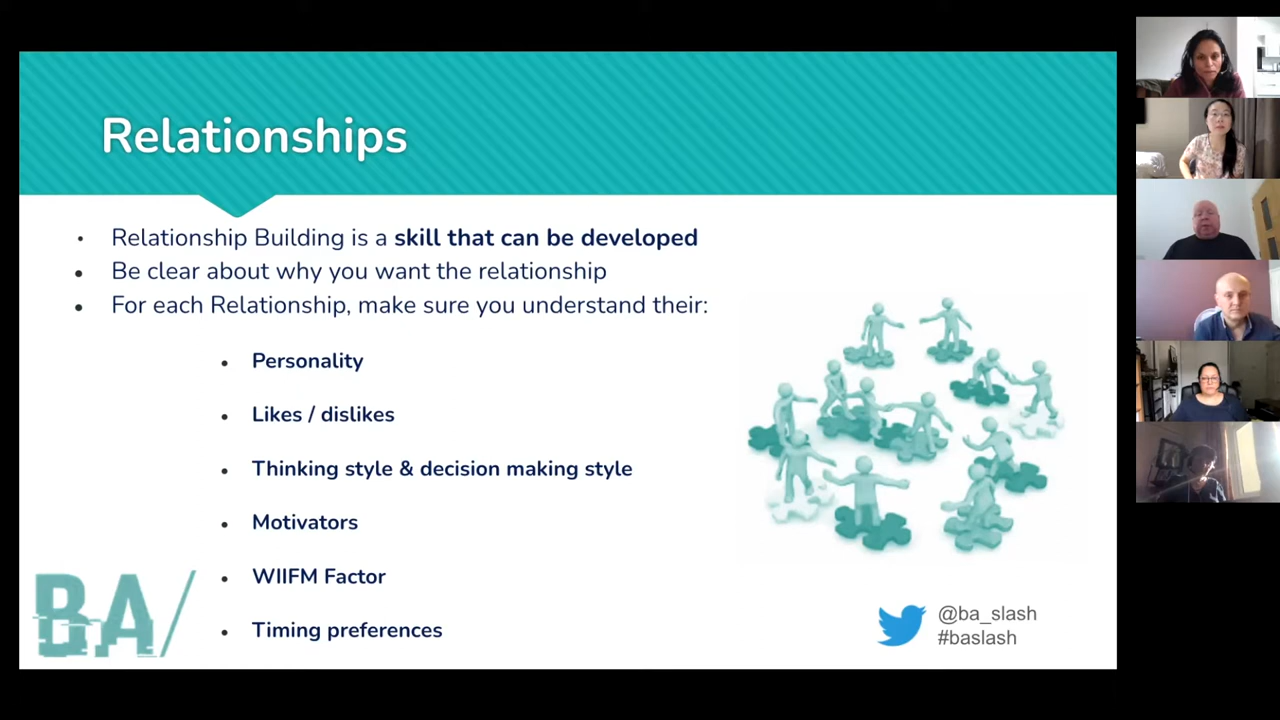 Relationships
Relationship Building is a skill that can be developed
Be clear about why you want the relationship
For each Relationship, make sure you understand their:
Personality
Likes / dislikes
Thinking style & decision making style
Motivators
WIIFM Factor
Timing preferences
BA/
@ba_slash
#baslash